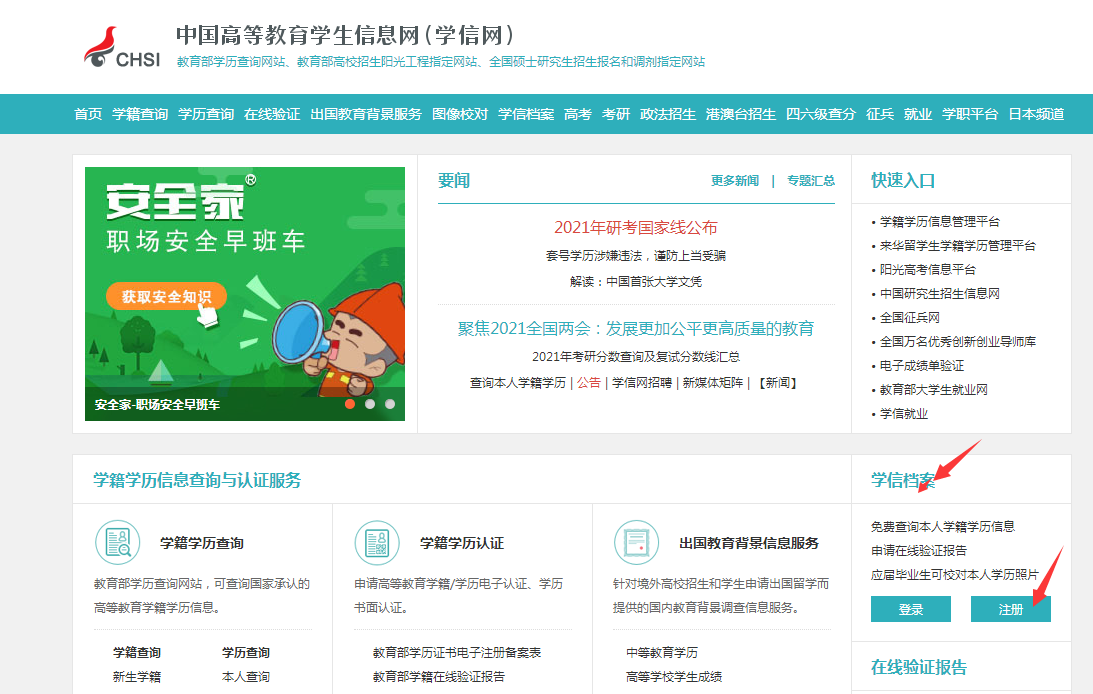 CHSI
中国高等教育学生信息网(学信网)
教育部学历查询网站、教育部高校招生阳光工程指定网站、全国硕士研究生招生报名和调剂指定网站
首页 学籍查询 学历查询 在线验证 出国教育背景服务 图像校对 学信档案 高考 考研 政法招生 港澳台招生 四六级查分 征兵 就业 学职平台 日本频道
安全家®
职场安全早班车
获取安全知识
安全家-职场安全早班车
要闻 更多新闻 | 专题汇总
2021年研考国家线公布
套号学历涉嫌违法，谨防上当受骗
解读：中国首张大学文凭
聚焦2021全国两会：发展更加公平更高质量的教育
2021年考研分数查询及复试分数线汇总
查询本人学籍学历 | 公告 | 学信网招聘 | 新媒体矩阵 | 【新闻】
快速入口
• 学籍学历信息管理平台
• 来华留学生学籍学历管理平台
• 阳光高考信息平台
• 中国研究生招生信息网
• 全国征兵网
• 全国万名优秀创新创业导师库
• 电子成绩单验证
• 教育部大学生就业网
• 学信就业
学籍学历信息查询与认证服务
学籍学历查询
教育部学历查询网站，可查询国家承认的
高等教育学籍学历信息。
学籍查询 学历查询
新生学籍 本人查询
学籍学历认证
申请高等教育学籍/学历电子认证、学历
书面认证。
教育部学历证书电子注册备案表
教育部学籍在线验证报告
出国教育背景信息服务
针对境外高校招生和学生申请出国留学而
提供的国内教育背景调查信息服务。
中等教育学历
高等学校学生成绩
学信档案
免费查询本人学籍学历信息
申请在线验证报告
应届毕业生可校对本人学历照片
登录 注册
在线验证报告